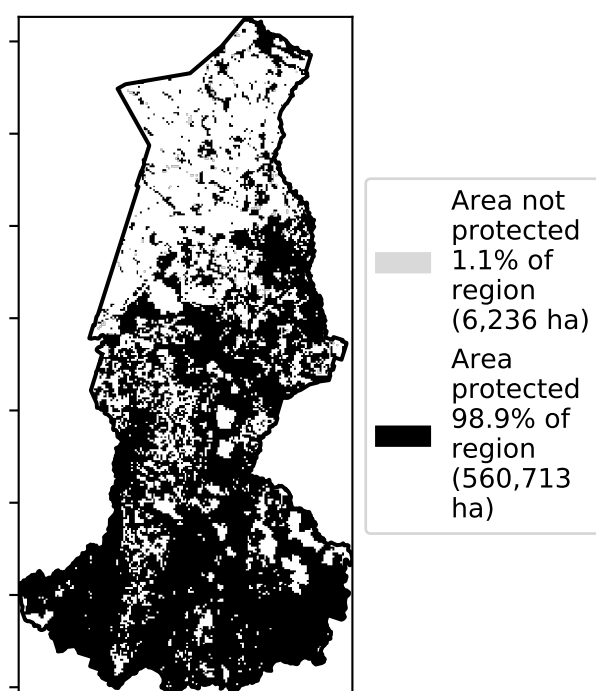 Area not
protected
1.1% of
region
(6,236 ha)
Area
protected
98.9% of
region
(560,713
ha)